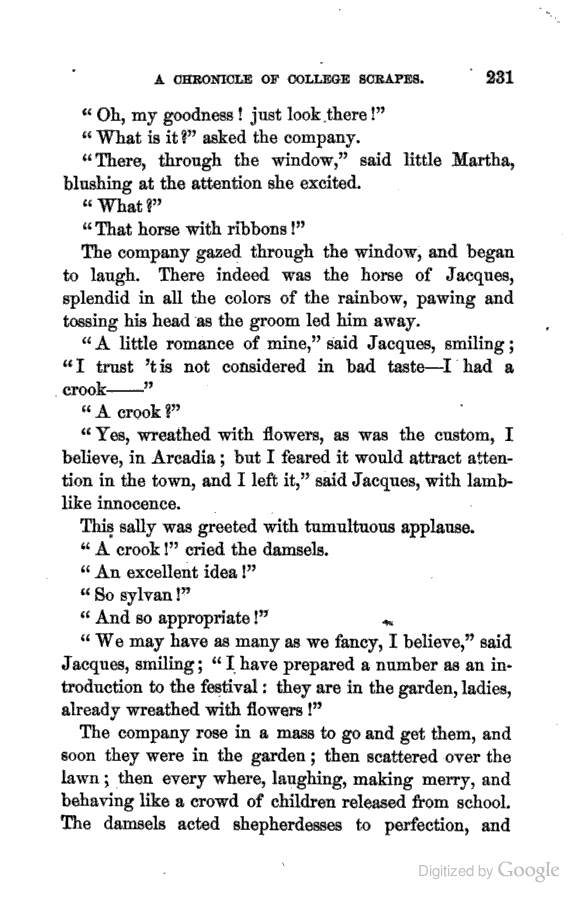 A CHRONICLE OF COLLEGE SCRAPES. 231
“Oh, my goodness! just look there!”
“What is it?” asked the company.
“There, through the window,” said little Martha,
blushing at the attention she excited.
“What?”
“That horse with ribbons!”
The company gazed through the window, and began
to laugh. There indeed was the horse of Jacques,
splendid in all the colors of the rainbow, pawing and
tossing his head as the groom led him away.
“A little romance of mine,” said Jacques, smiling;
“I trust ’tis not considered in bad taste—I had a
crook——”
“A crook?”
“Yes, wreathed with flowers, as was the custom, I
believe, in Arcadia; but I feared it would attract atten-
tion in the town, and I left it,” said Jacques, with lamb-
like innocence.
This sally was greeted with tumultuous applause.
“A crook!” cried the damsels.
“An excellent idea!”
“So sylvan!”
“And so appropriate!”
“We may have as many as we fancy, I believe,” said
Jacques, smiling; “I have prepared a number as an in-
troduction to the festival: they are in the garden, ladies,
already wreathed with flowers!”
The company rose in a mass to go and get them, and
soon they were in the garden; then scattered over the
lawn; then every where, laughing, making merry, and
behaving like a crowd of children released from school.
The damsels acted shepherdesses to perfection, and
Digitized by Google